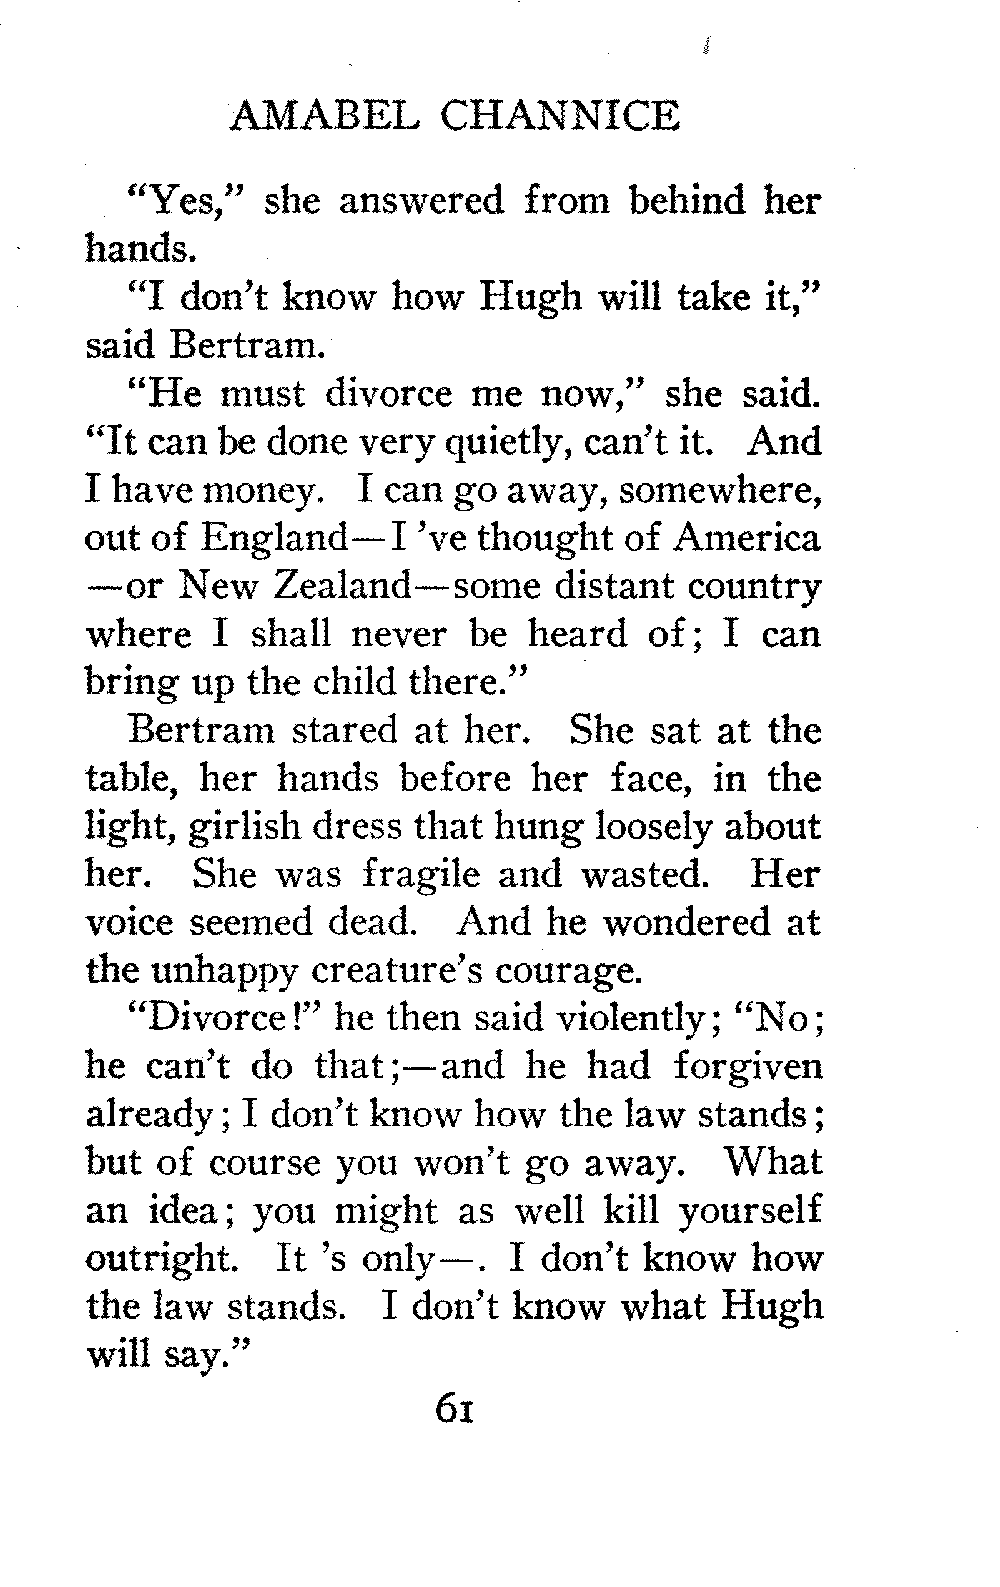 AMABEL CHANNICE
“Yes,” she answered from behind her
hands.
“I don't know how Hugh will take it,”
said Bertram.
“He must divorce me now,” she said.
“It can be done very quietly, can't it. And
I have money. I can go away, somewhere,
out of England—I 've thought of America
—or New Zealand—some distant country
where I shall never be heard of; I can
bring up the child there.”
Bertram stared at her. She sat at the
table, her hands before her face, in the
light, girlish dress that hung loosely about
her. She was fragile and wasted. Her
voice seemed dead. And he wondered at
the unhappy creature's courage.
“Divorce!” he then said violently; “No;
he can't do that;—and he had forgiven
already; I don't know how the law stands;
but of course you won't go away. What
an idea; you might as well kill yourself
outright. It 's only—. I don't know how
the law stands. I don't know what Hugh
will say.”
61